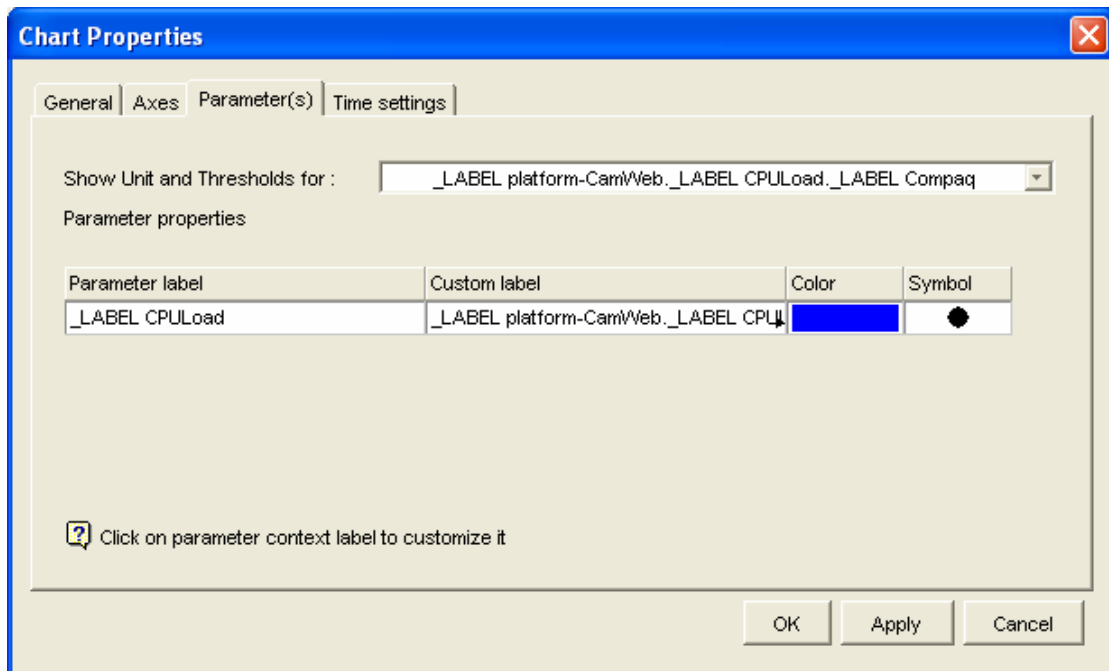 Chart Properties
General Axes Parameter(s) Time settings
Show Unit and Thresholds for : _LABEL platform-CamWeb._LABEL CPULoad._LABEL Compaq
Parameter properties
Parameter label Custom label Color Symbol
_LABEL CPULoad _LABEL platform-CamWeb._LABEL
Click on parameter context label to customize it
OK Apply Cancel